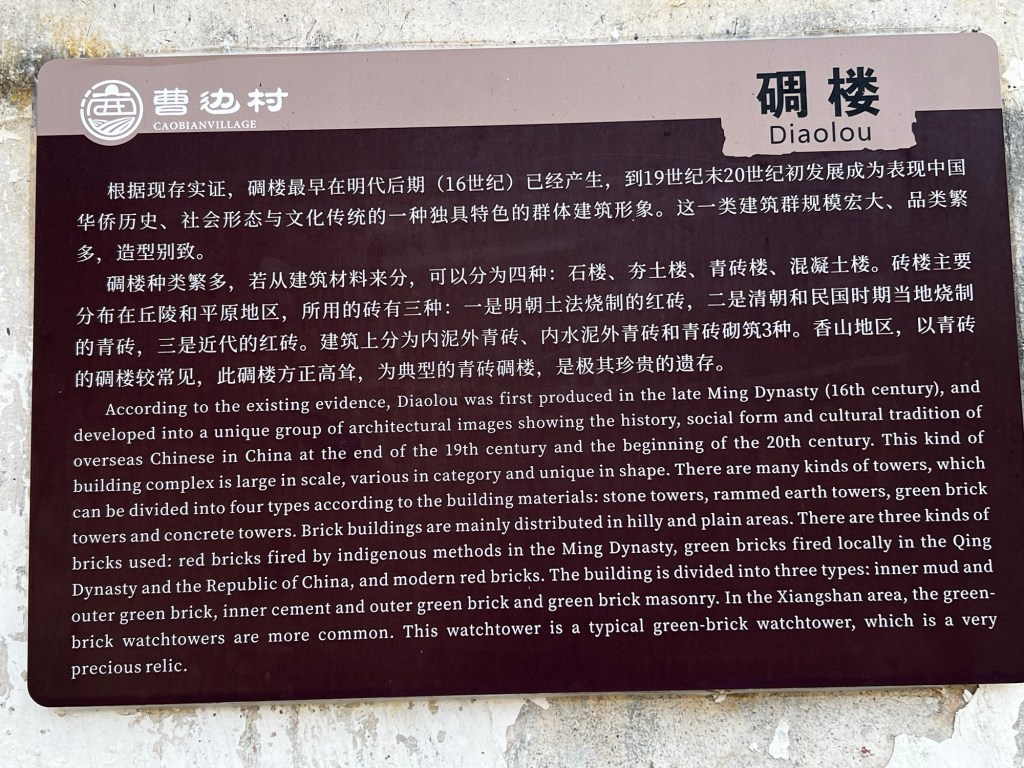 曹边村
CAOBIANVILLAGE
碉楼
Diaolou
根据现存实证，碉楼最早在明代后期（16世纪）已经产生，到19世纪末20世纪初发展成为表现中国
华侨历史、社会形态与文化传统的一种独具特色的群体建筑形象。这一类建筑群规模宏大、品类繁
多，造型别致。
碉楼种类繁多，若从建筑材料来分，可以分为四种：石楼、夯土楼、青砖楼、混凝土楼。砖楼主要
分布在丘陵和平原地区，所用的砖有三种：一是明朝土法烧制的红砖，二是清朝和民国时期当地烧制
的青砖，三是近代的红砖。建筑上分为内泥外青砖、内水泥外青砖和青砖砌筑3种。香山地区，以青砖
的碉楼较常见，此碉楼方正高耸，为典型的青砖碉楼，是极其珍贵的遗存。
According to the existing evidence, Diaolou was first produced in the late Ming Dynasty (16th century), and
developed into a unique group of architectural images showing the history, social form and cultural tradition of
overseas Chinese in China at the end of the 19th century and the beginning of the 20th century. This kind of
building complex is large in scale, various in category and unique in shape. There are many kinds of towers, which
can be divided into four types according to the building materials: stone towers, rammed earth towers, green brick
towers and concrete towers. Brick buildings are mainly distributed in hilly and plain areas. There are three kinds of
bricks used: red bricks fired by indigenous methods in the Ming Dynasty, green bricks fired locally in the Qing
Dynasty and the Republic of China, and modern red bricks. The building is divided into three types: inner mud and
outer green brick, inner cement and outer green brick and green brick masonry. In the Xiangshan area, the green-
brick watchtowers are more common. This watchtower is a typical green-brick watchtower, which is a very
precious relic.